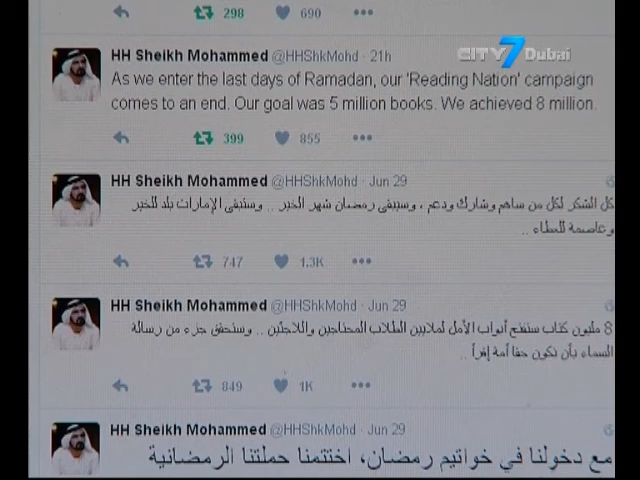 298 690
CITY7 Dubai
HH Sheikh Mohammed @HHShkMohd · 21h
As we enter the last days of Ramadan, our 'Reading Nation' campaign
comes to an end. Our goal was 5 million books. We achieved 8 million.
399 855
HH Sheikh Mohammed @HHShkMohd · Jun 29
كل الشكر لكل من ساهم وشارك ودعم ، وسيبقى رمضان شهر الخير .. وستبقى الإمارات بلد للخير
وعاصمة للعطاء ..
747 1.3K
HH Sheikh Mohammed @HHShkMohd · Jun 29
8 مليون كتاب ستفتح أبواب الأمل لملايين الطلاب المحتاجين واللاجئين .. وستحقق جزء من رسالة
السماء بأن نكون حقا أمة إقرأ ..
849 1K
HH Sheikh Mohammed @HHShkMohd · Jun 29
مع دخولنا في خواتيم رمضان، اختتمنا حملتنا الرمضانية